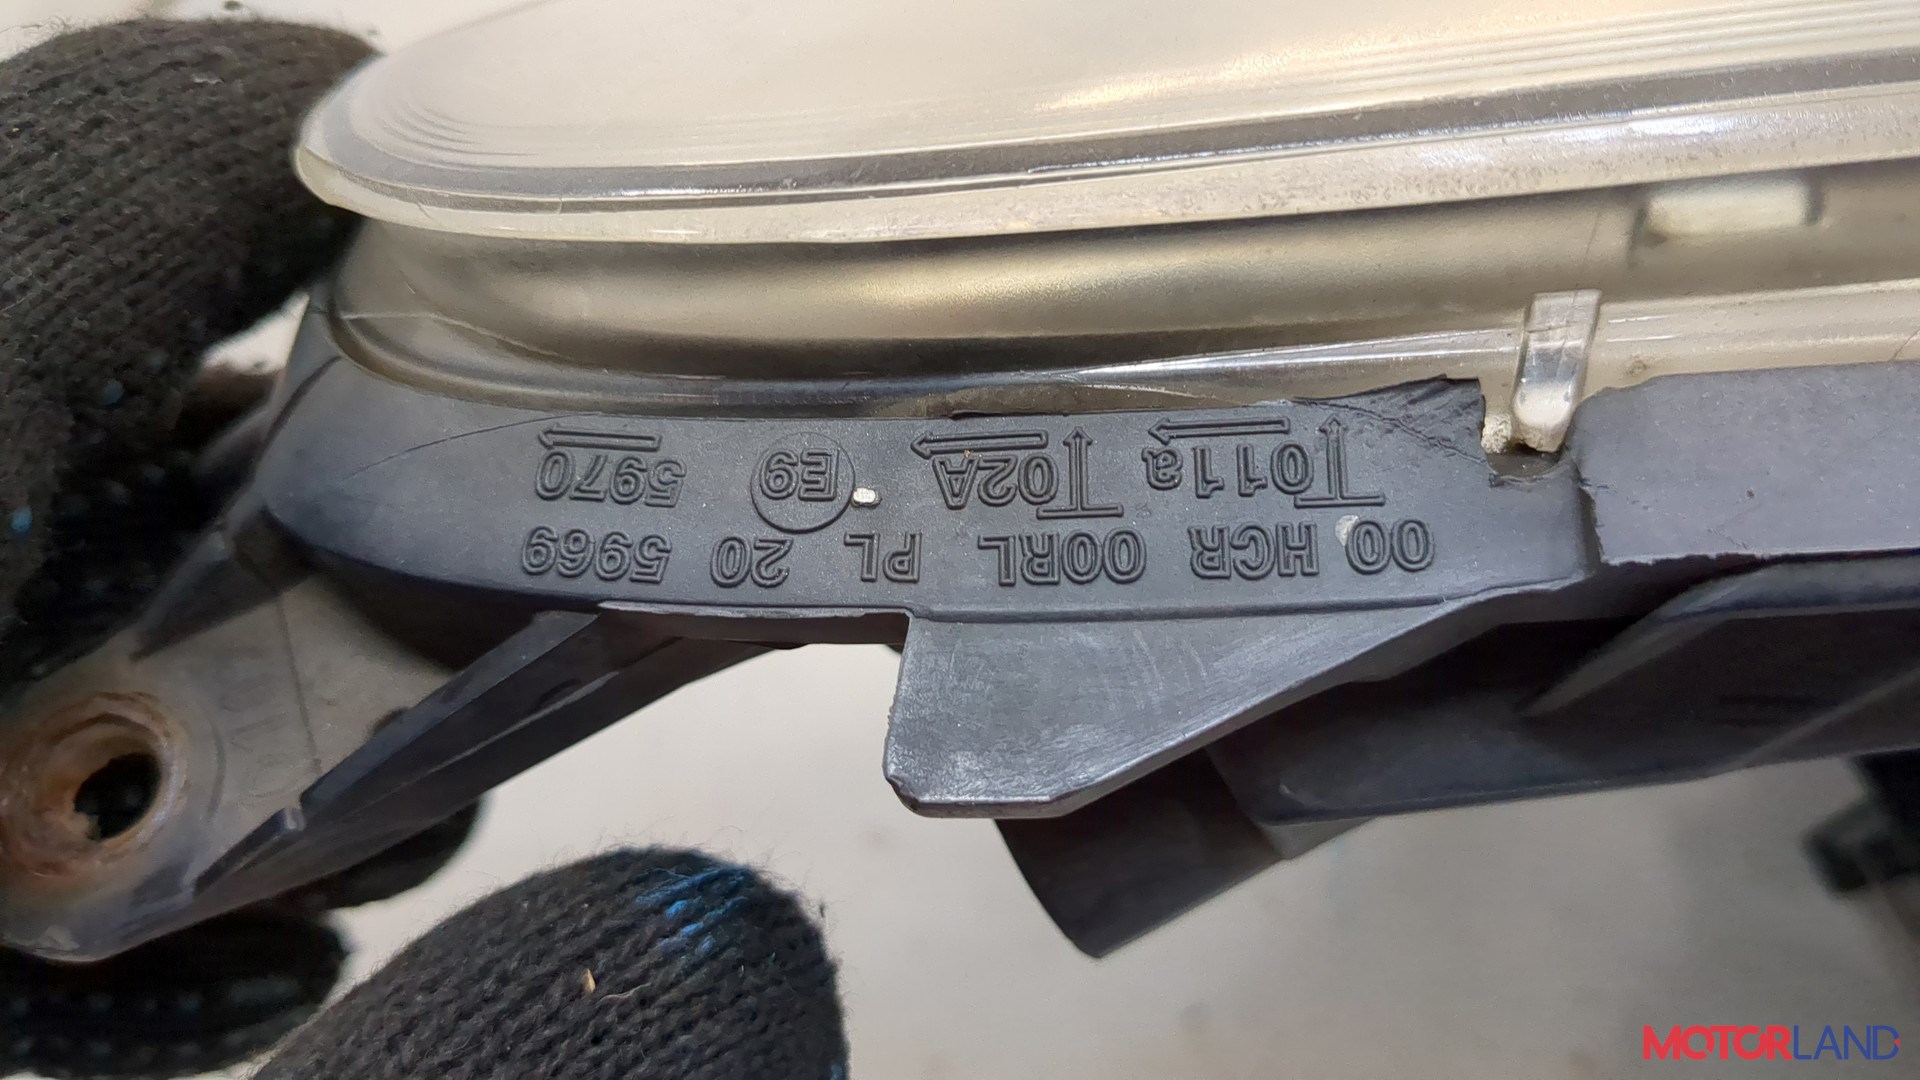 00 HCR 00RL PL 20 5969
T011a T02A E9 5970
MOTORLAND